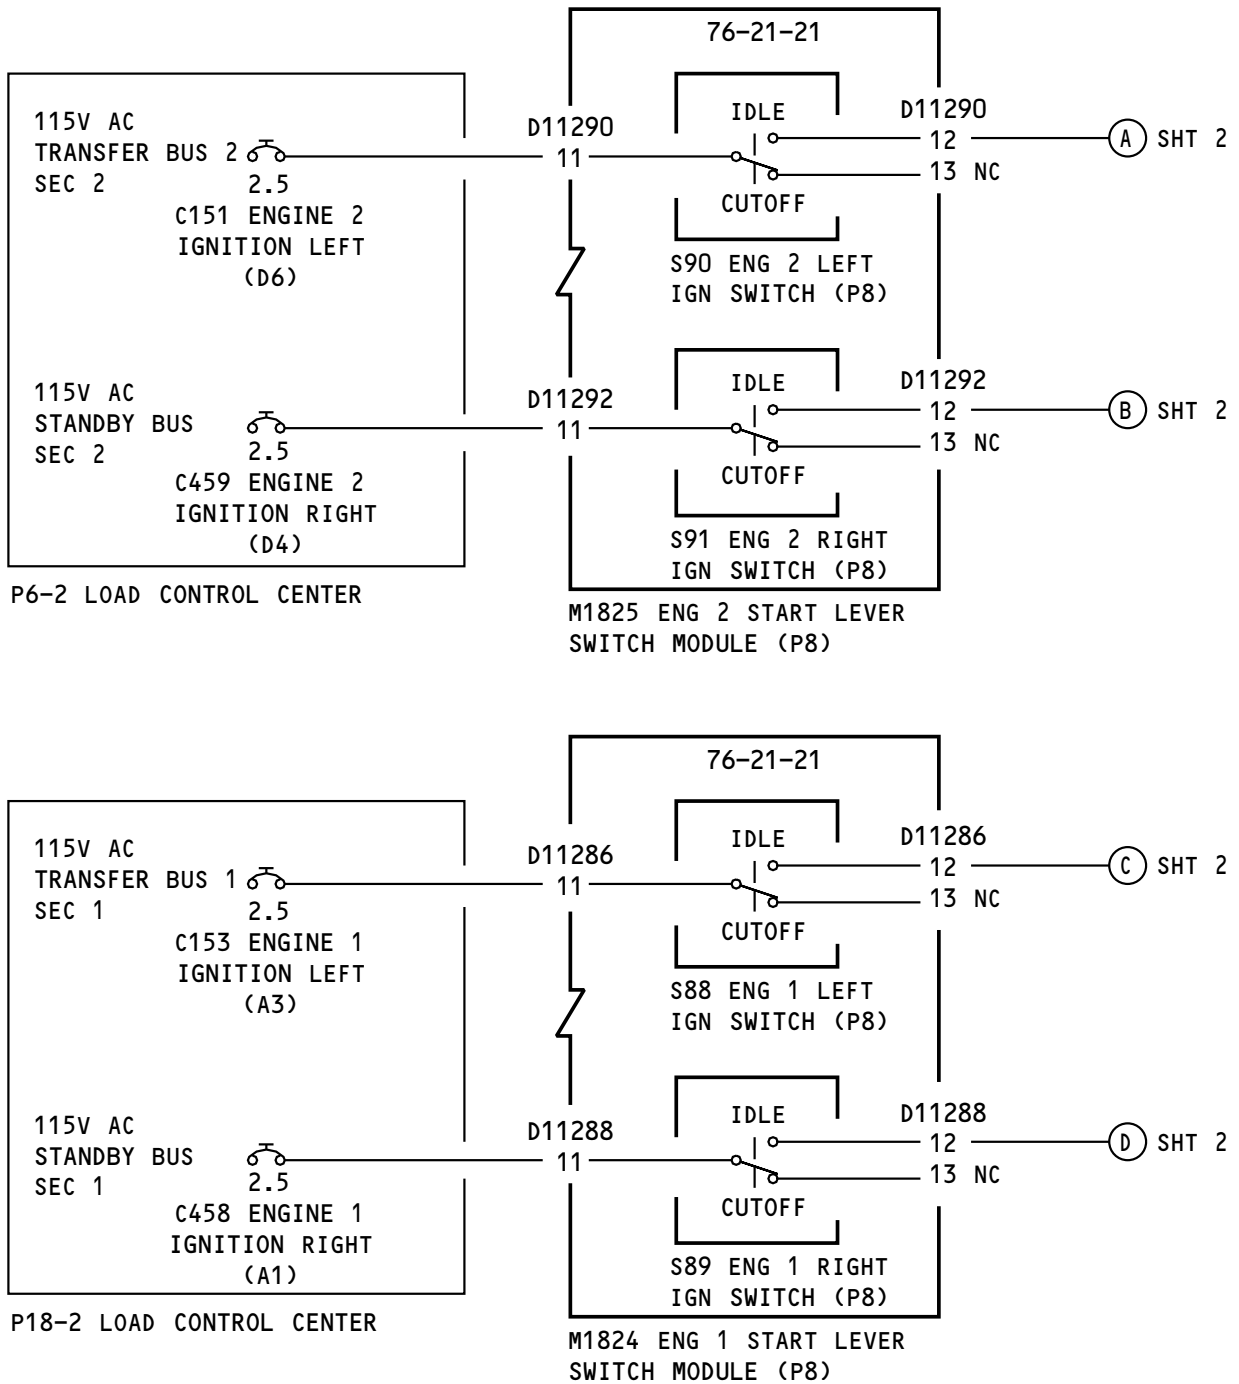 76-21-21
115V AC
TRANSFER BUS 2
SEC 2
2.5
C151 ENGINE 2
IGNITION LEFT
(D6)
D11290
11
IDLE
CUTOFF
D11290
12
13 NC
A SHT 2
S90 ENG 2 LEFT
IGN SWITCH (P8)
115V AC
STANDBY BUS
SEC 2
2.5
C459 ENGINE 2
IGNITION RIGHT
(D4)
D11292
11
IDLE
CUTOFF
D11292
12
13 NC
B SHT 2
S91 ENG 2 RIGHT
IGN SWITCH (P8)
P6-2 LOAD CONTROL CENTER
M1825 ENG 2 START LEVER
SWITCH MODULE (P8)
76-21-21
115V AC
TRANSFER BUS 1
SEC 1
2.5
C153 ENGINE 1
IGNITION LEFT
(A3)
D11286
11
IDLE
CUTOFF
D11286
12
13 NC
C SHT 2
S88 ENG 1 LEFT
IGN SWITCH (P8)
115V AC
STANDBY BUS
SEC 1
2.5
C458 ENGINE 1
IGNITION RIGHT
(A1)
D11288
11
IDLE
CUTOFF
D11288
12
13 NC
D SHT 2
S89 ENG 1 RIGHT
IGN SWITCH (P8)
P18-2 LOAD CONTROL CENTER
M1824 ENG 1 START LEVER
SWITCH MODULE (P8)